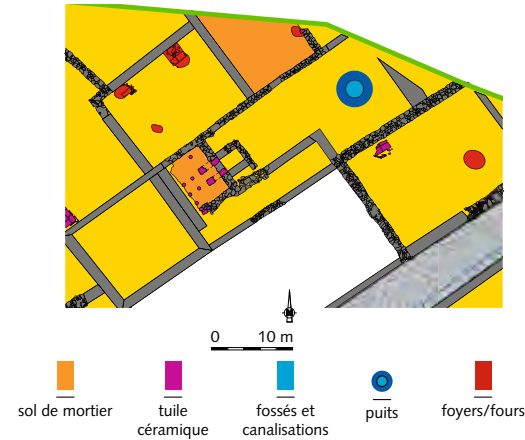 0 10 m
sol de mortier
tuile
céramique
fossés et
canalisations
puits
foyers/fours